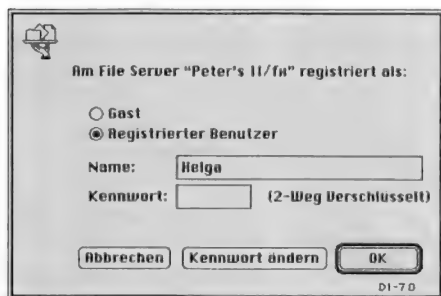 Am File Server "Peter's II/fx" registriert als:
Gast
Registrierter Benutzer
Name: Helga
Kennwort: (2-Weg Verschlüsselt)
Abbrechen Kennwort ändern OK
D1-7.0